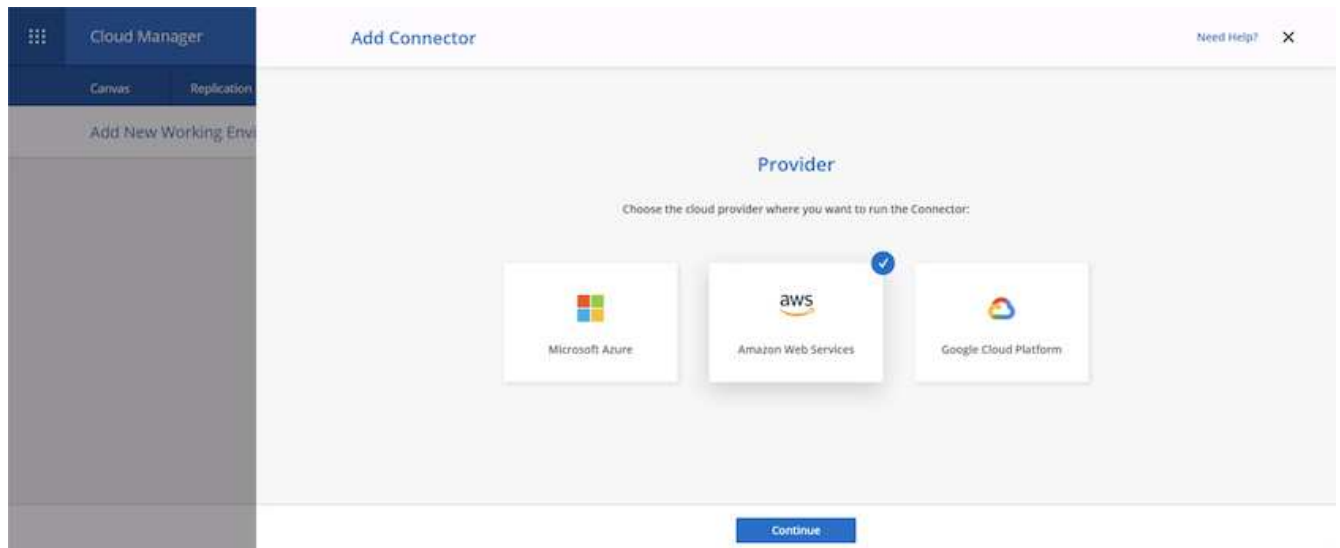 Cloud Manager
Add Connector
Need Help?
Canvas
Replication
Add New Working Envi
Provider
Choose the cloud provider where you want to run the Connector:
aws
Microsoft Azure
Amazon Web Services
Google Cloud Platform
Continue